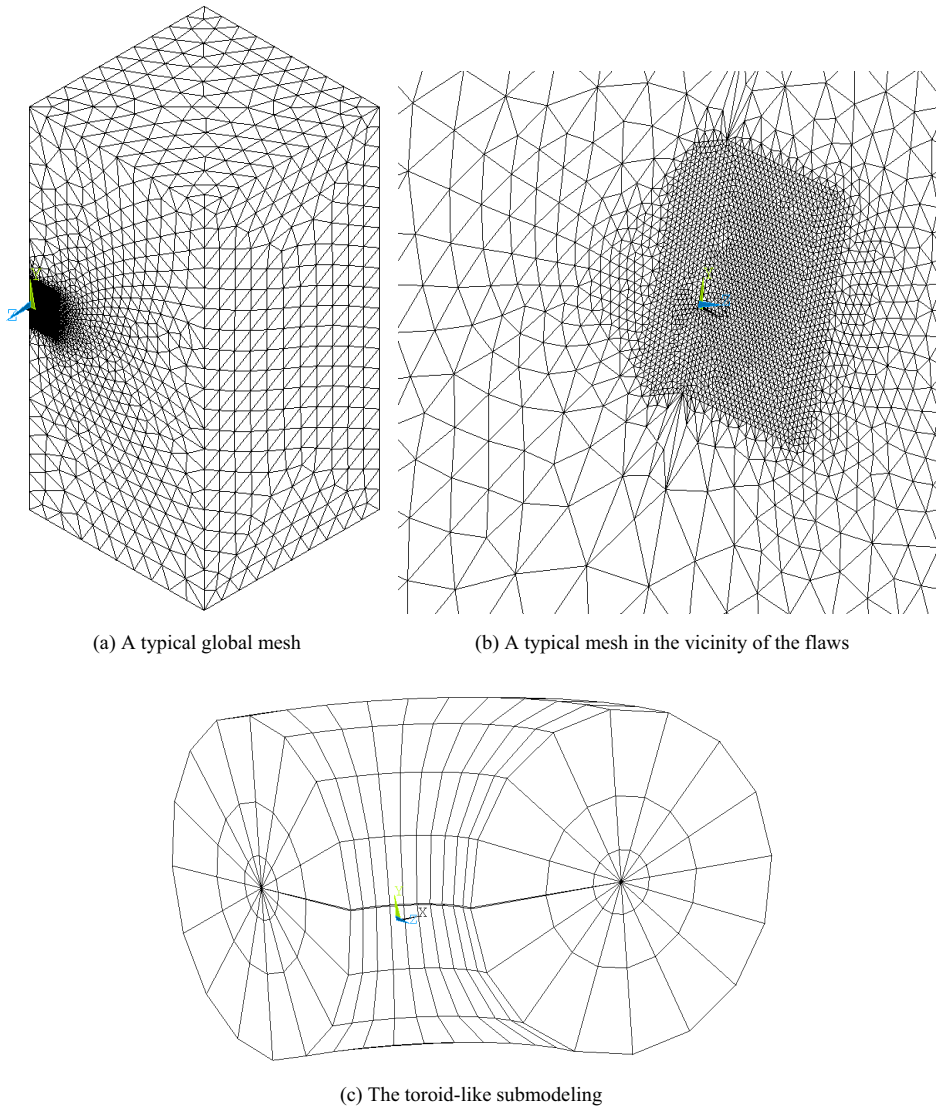 Y
Z
(a) A typical global mesh
(b) A typical mesh in the vicinity of the flaws
Y
Z
X
(c) The toroid-like submodeling